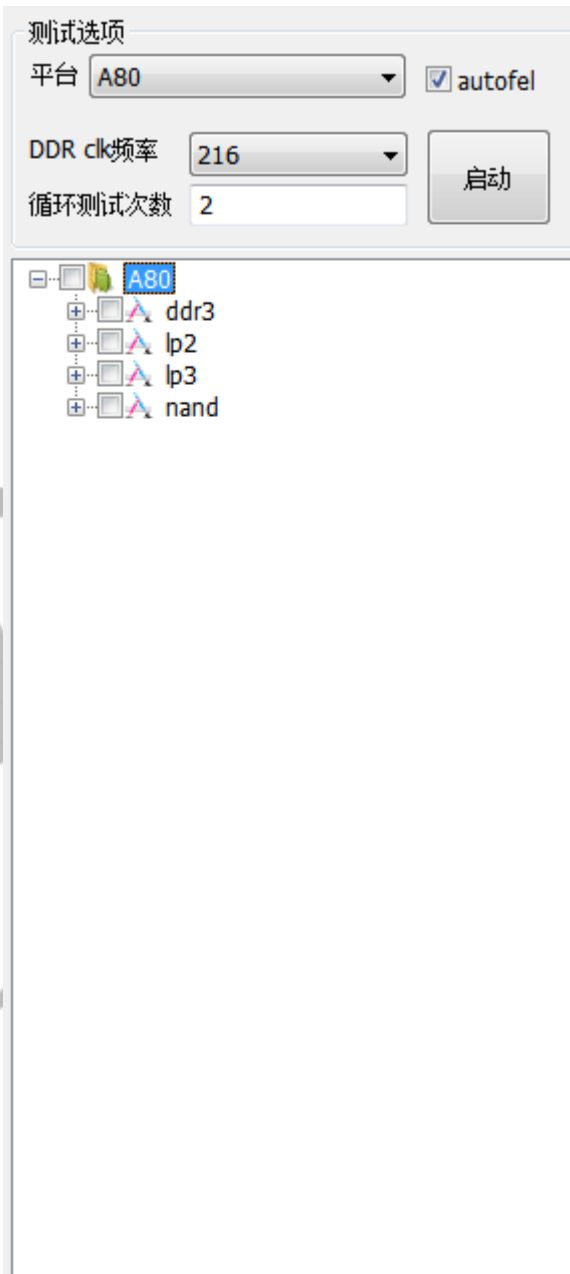 测试选项
平台 A80 autofel
DDR clk频率 216
启动
循环测试次数 2
A80
ddr3
lp2
lp3
nand